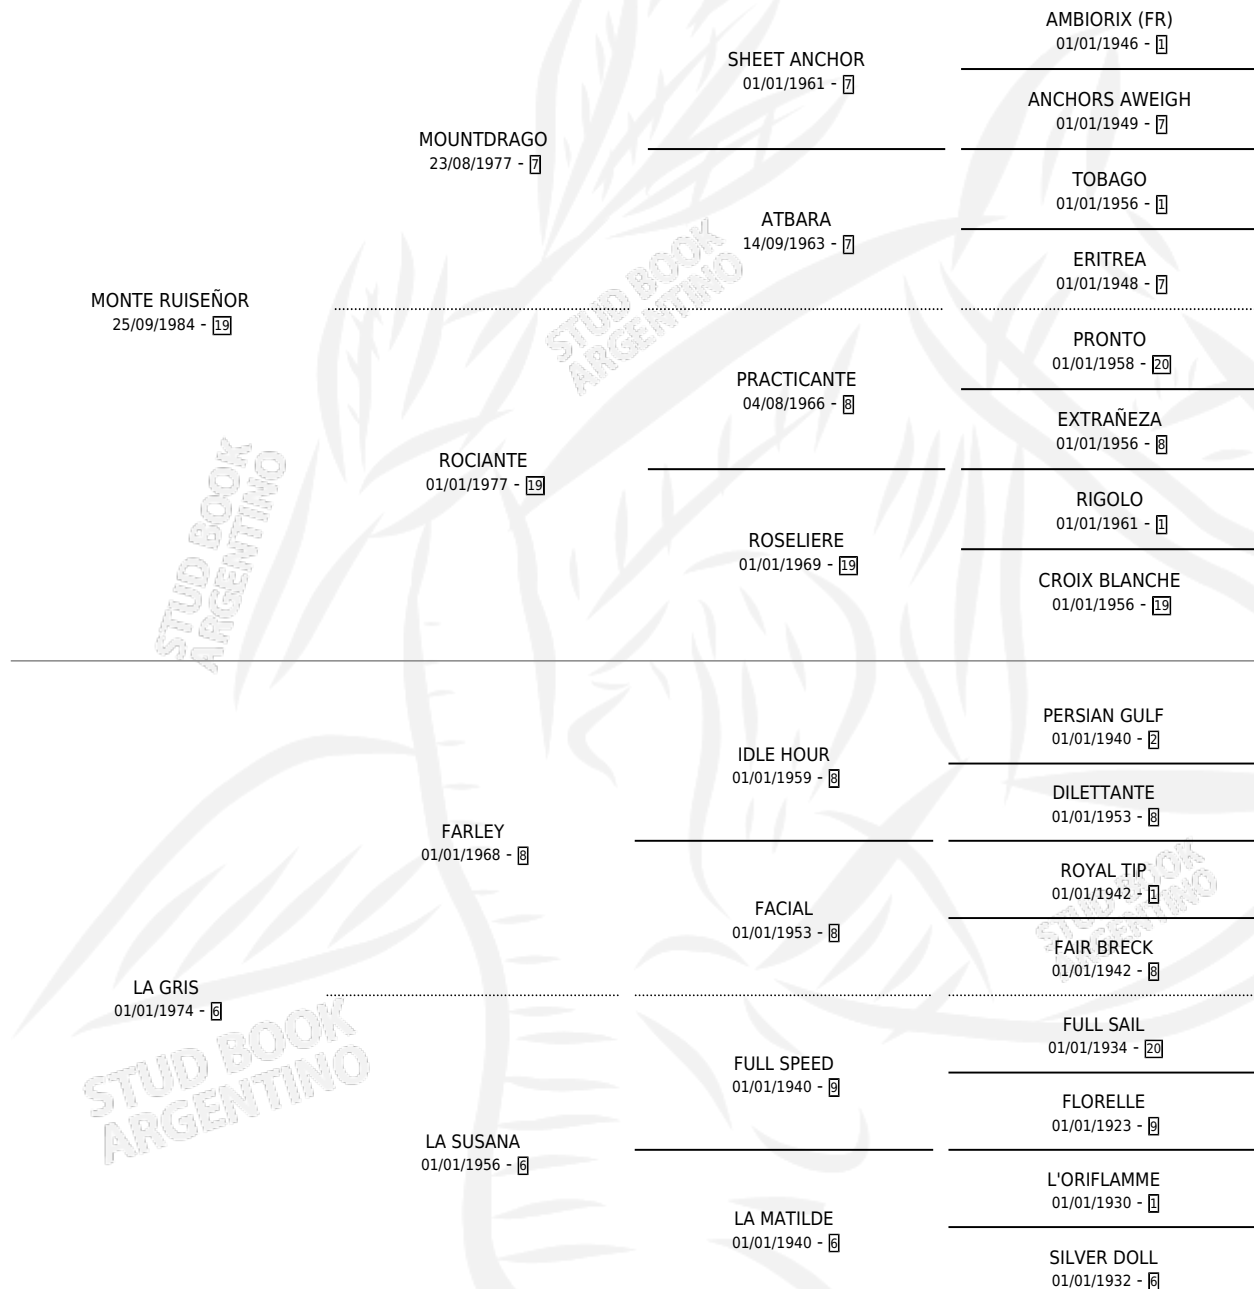 AMBIORIX (FR)
01/01/1946 - 1
SHEET ANCHOR
01/01/1961 - 7
ANCHORS AWEIGH
01/01/1949 - 7
MOUNTDRAGO
23/08/1977 - 7
TOBAGO
01/01/1956 - 1
ATBARA
14/09/1963 - 7
ERITREA
01/01/1948 - 7
MONTE RUISEÑOR
25/09/1984 - 19
PRONTO
01/01/1958 - 20
PRACTICANTE
04/08/1966 - 8
EXTRAÑEZA
01/01/1956 - 8
ROCIANTE
01/01/1977 - 19
RIGOLO
01/01/1961 - 1
ROSELIERE
01/01/1969 - 19
CROIX BLANCHE
01/01/1956 - 19
PERSIAN GULF
01/01/1940 - 2
IDLE HOUR
01/01/1959 - 8
DILETTANTE
01/01/1953 - 8
FARLEY
01/01/1968 - 8
ROYAL TIP
01/01/1942 - 1
FACIAL
01/01/1953 - 8
FAIR BRECK
01/01/1942 - 8
LA GRIS
01/01/1974 - 6
FULL SAIL
01/01/1934 - 20
FULL SPEED
01/01/1940 - 9
FLORELLE
01/01/1923 - 9
LA SUSANA
01/01/1956 - 6
L'ORIFLAMME
01/01/1930 - 1
LA MATILDE
01/01/1940 - 6
SILVER DOLL
01/01/1932 - 6
STUD BOOK
ARGENTINO
STUD BOOK
ARGENTINO
STUD BOOK
ARGENTINO
STUD BOOK
ARGENTINO